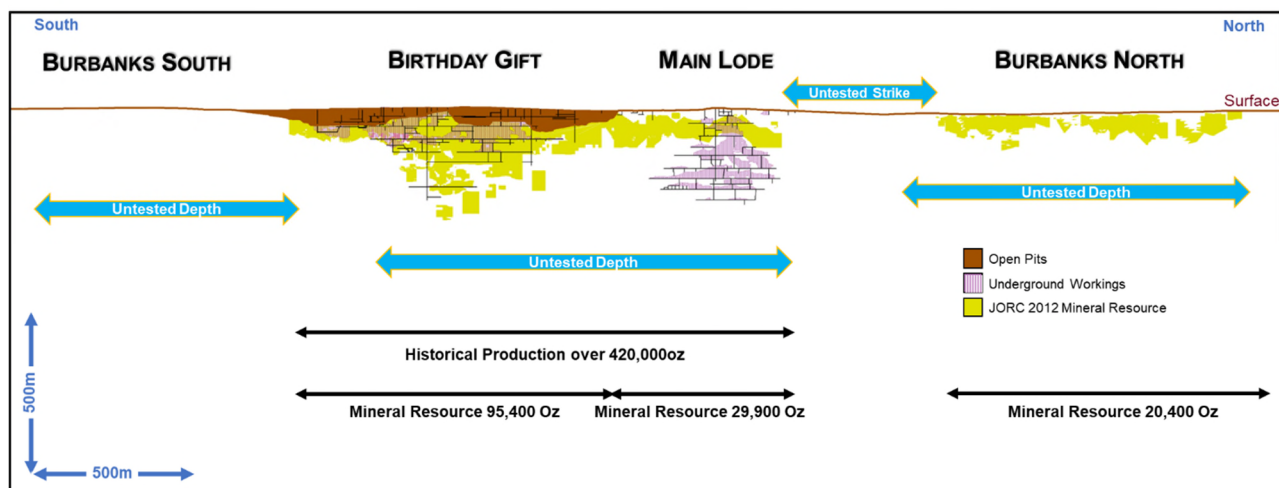 South
North
BURBANKS SOUTH
BIRTHDAY GIFT
MAIN LODE
BURBANKS NORTH
Untested Strike
Surface
Untested Depth
Untested Depth
Untested Depth
Open Pits
Underground Workings
JORC 2012 Mineral Resource
Historical Production over 420,000oz
Mineral Resource 95,400 Oz
Mineral Resource 29,900 Oz
Mineral Resource 20,400 Oz
500m
500m